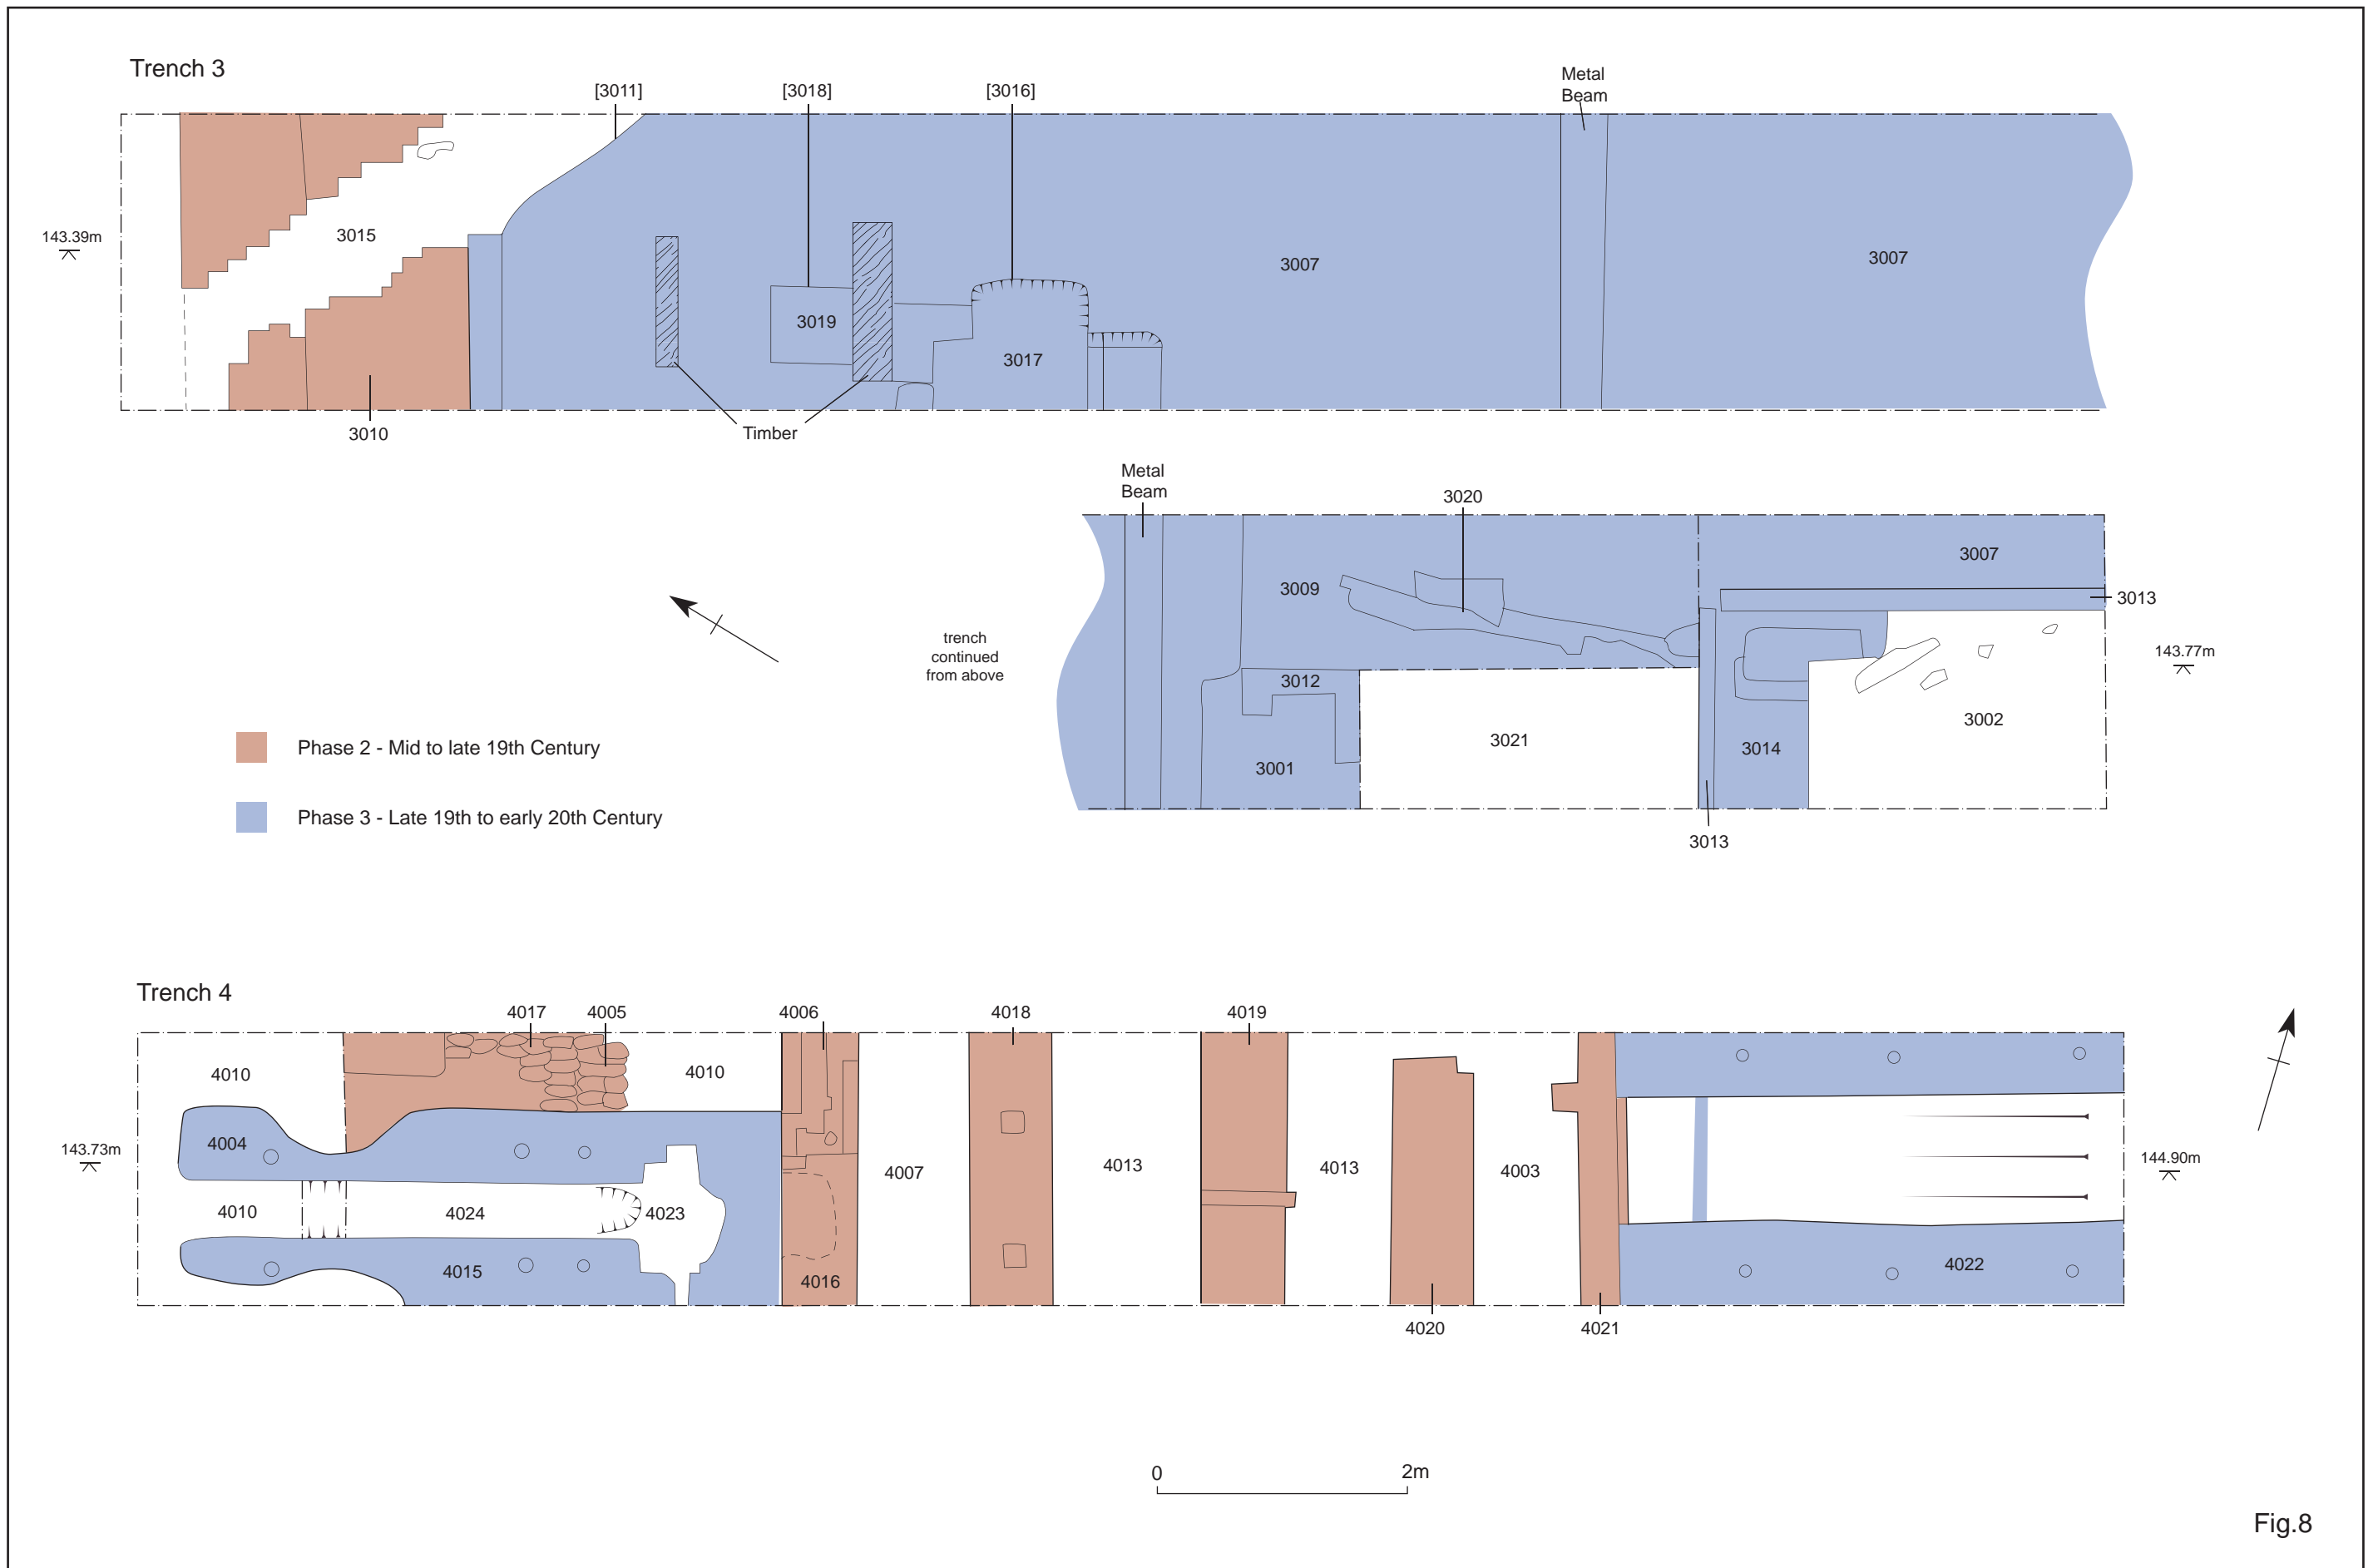 Trench 3
[3011]
[3018]
[3016]
Metal
Beam
143.39m
3015
3019
3017
3007
3007
3010
Timber
Metal
Beam
3020
3009
3007
3013
trench
continued
from above
143.77m
3012
3002
3021
3014
3001
3013
Phase 2 - Mid to late 19th Century
Phase 3 - Late 19th to early 20th Century
Trench 4
4017
4005
4006
4018
4019
4010
4010
143.73m
4004
4007
4013
4013
4003
144.90m
4010
4024
4023
4015
4016
4022
4020
4021
0
2m
Fig.8